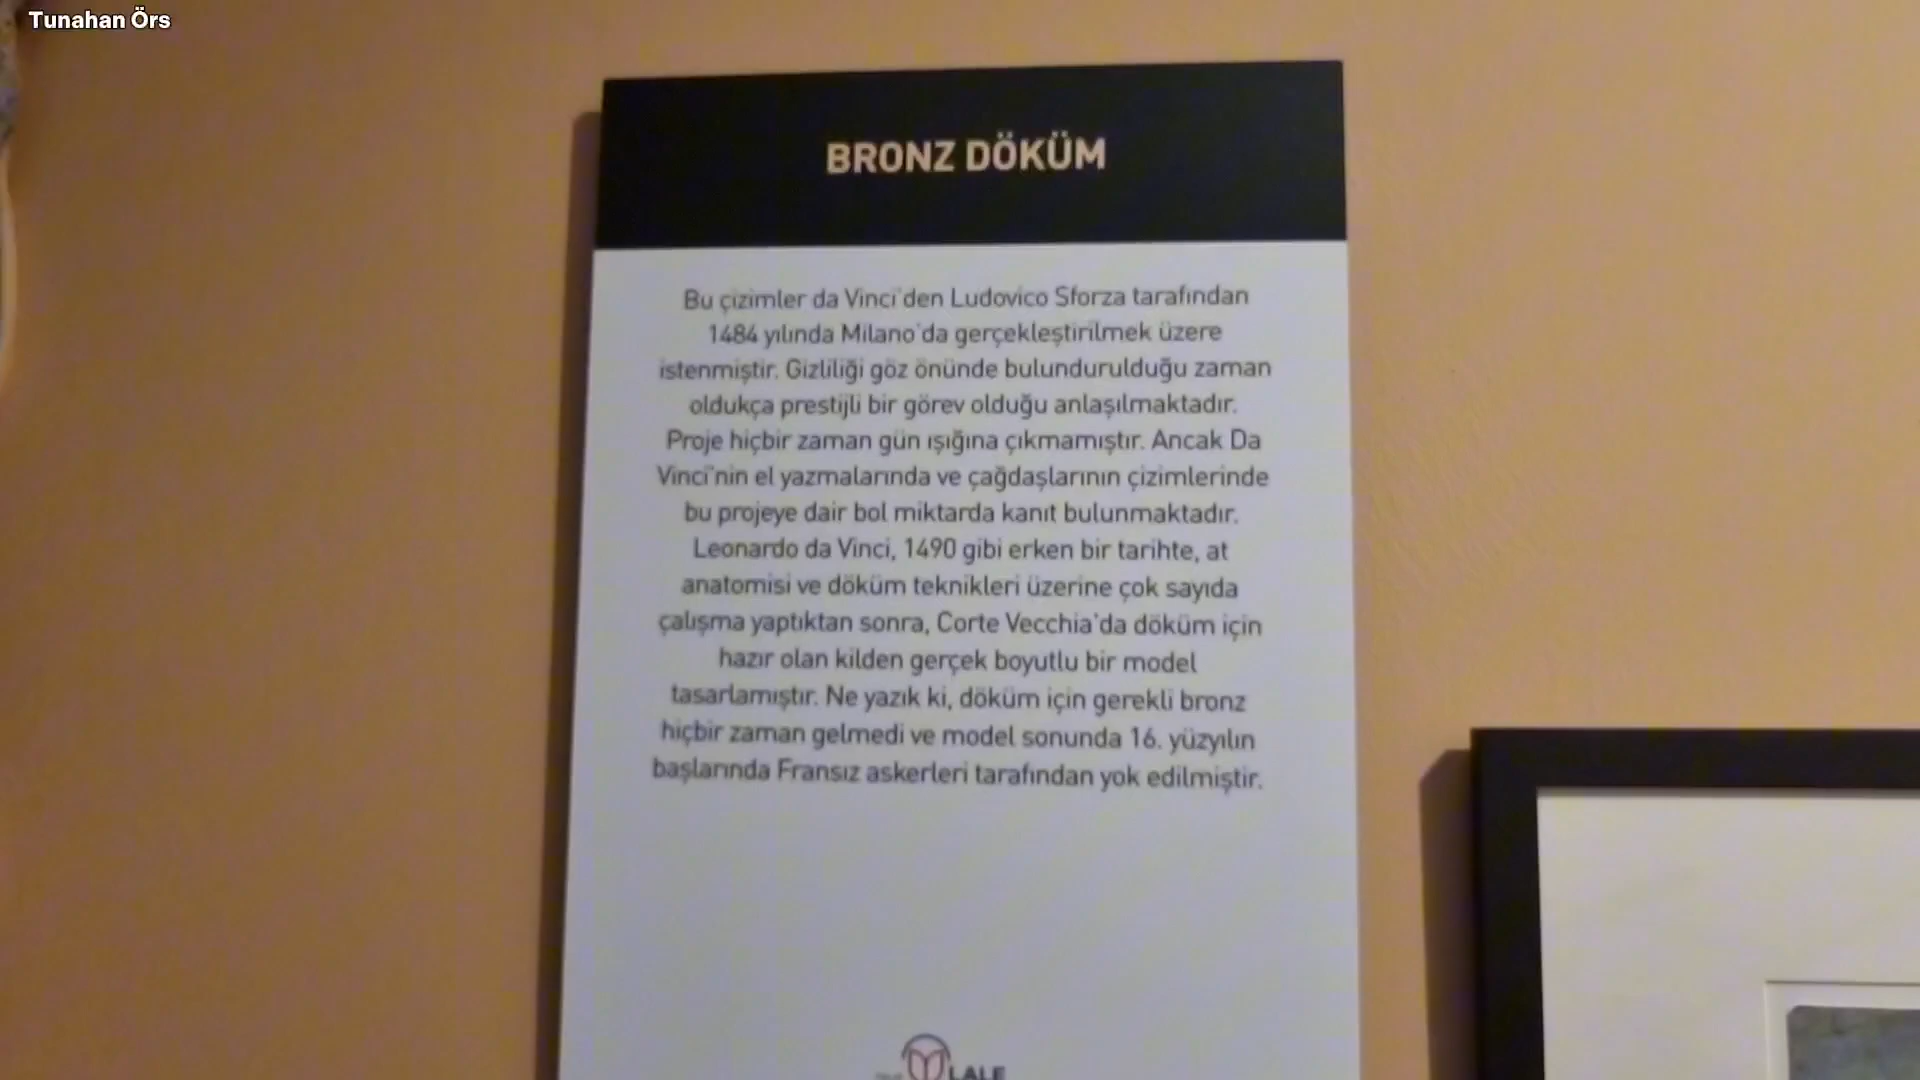 Tunahan Örs
BRONZ DÖKÜM
Bu çizimler da Vinci'den Ludovico Sforza tarafından
1484 yılında Milano'da gerçekleştirilmek üzere
istenmiştir. Gizliliği göz önünde bulundurulduğu zaman
oldukça prestijli bir görev olduğu anlaşılmaktadır.
Proje hiçbir zaman gün ışığına çıkmamıştır. Ancak Da
Vinci'nin el yazmalarında ve çağdaşlarının çizimlerinde
bu projeye dair bol miktarda kanıt bulunmaktadır.
Leonardo da Vinci, 1490 gibi erken bir tarihte, at
anatomisi ve döküm teknikleri üzerine çok sayıda
çalışma yaptıktan sonra, Corte Vecchia'da döküm için
hazır olan kilden gerçek boyutlu bir model
tasarlamıştır. Ne yazık ki, döküm için gerekli bronz
hiçbir zaman gelmedi ve model sonunda 16. yüzyılın
başlarında Fransız askerleri tarafından yok edilmiştir.
LALE